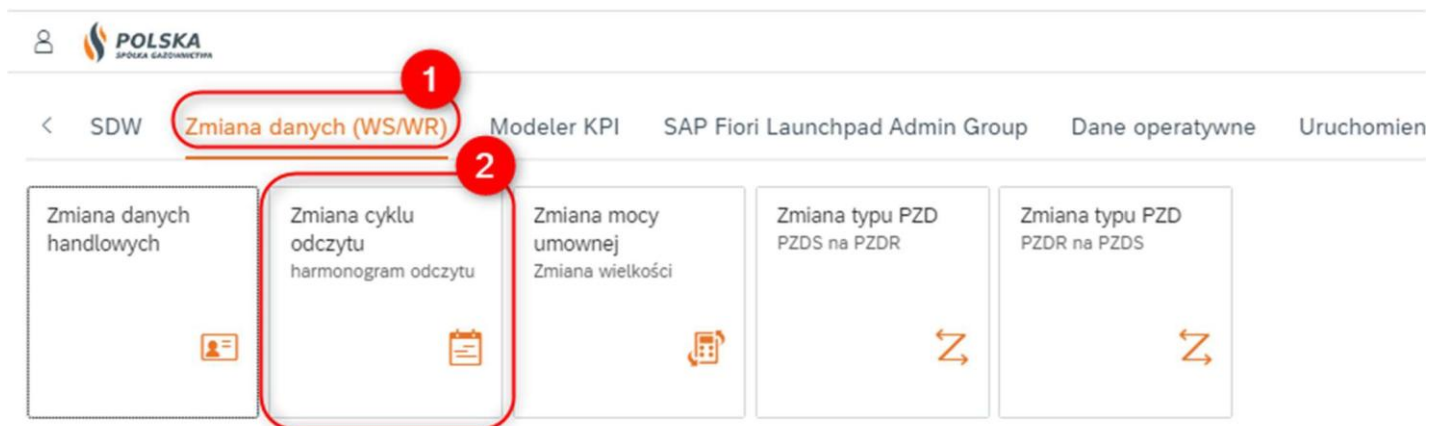 POLSKA
SPÓŁKA GAZOWNICTWA
1
SDW Zmiana danych (WS/WR) Modeler KPI SAP Fiori Launchpad Admin Group Dane operatywne Uruchomien
2
Zmiana danych
handlowych
Zmiana cyklu
odczytu
harmonogram odczytu
Zmiana mocy
umownej
Zmiana wielkości
Zmiana typu PZD
PZDS na PZDR
Zmiana typu PZD
PZDR na PZDS